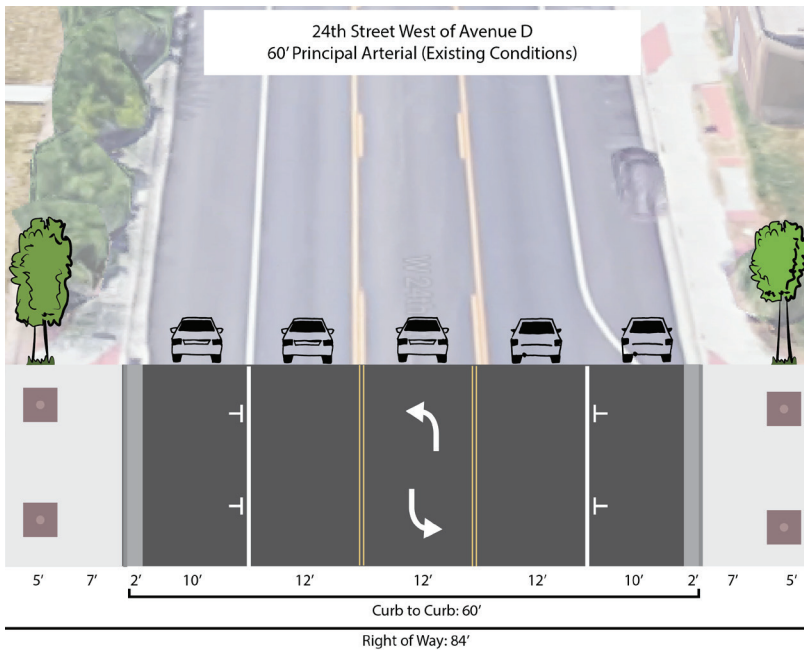 24th Street West of Avenue D
60' Principal Arterial (Existing Conditions)
5' 7' 2' 10' 12' 12' 12' 10' 2' 7' 5'
Curb to Curb: 60'
Right of Way: 84'